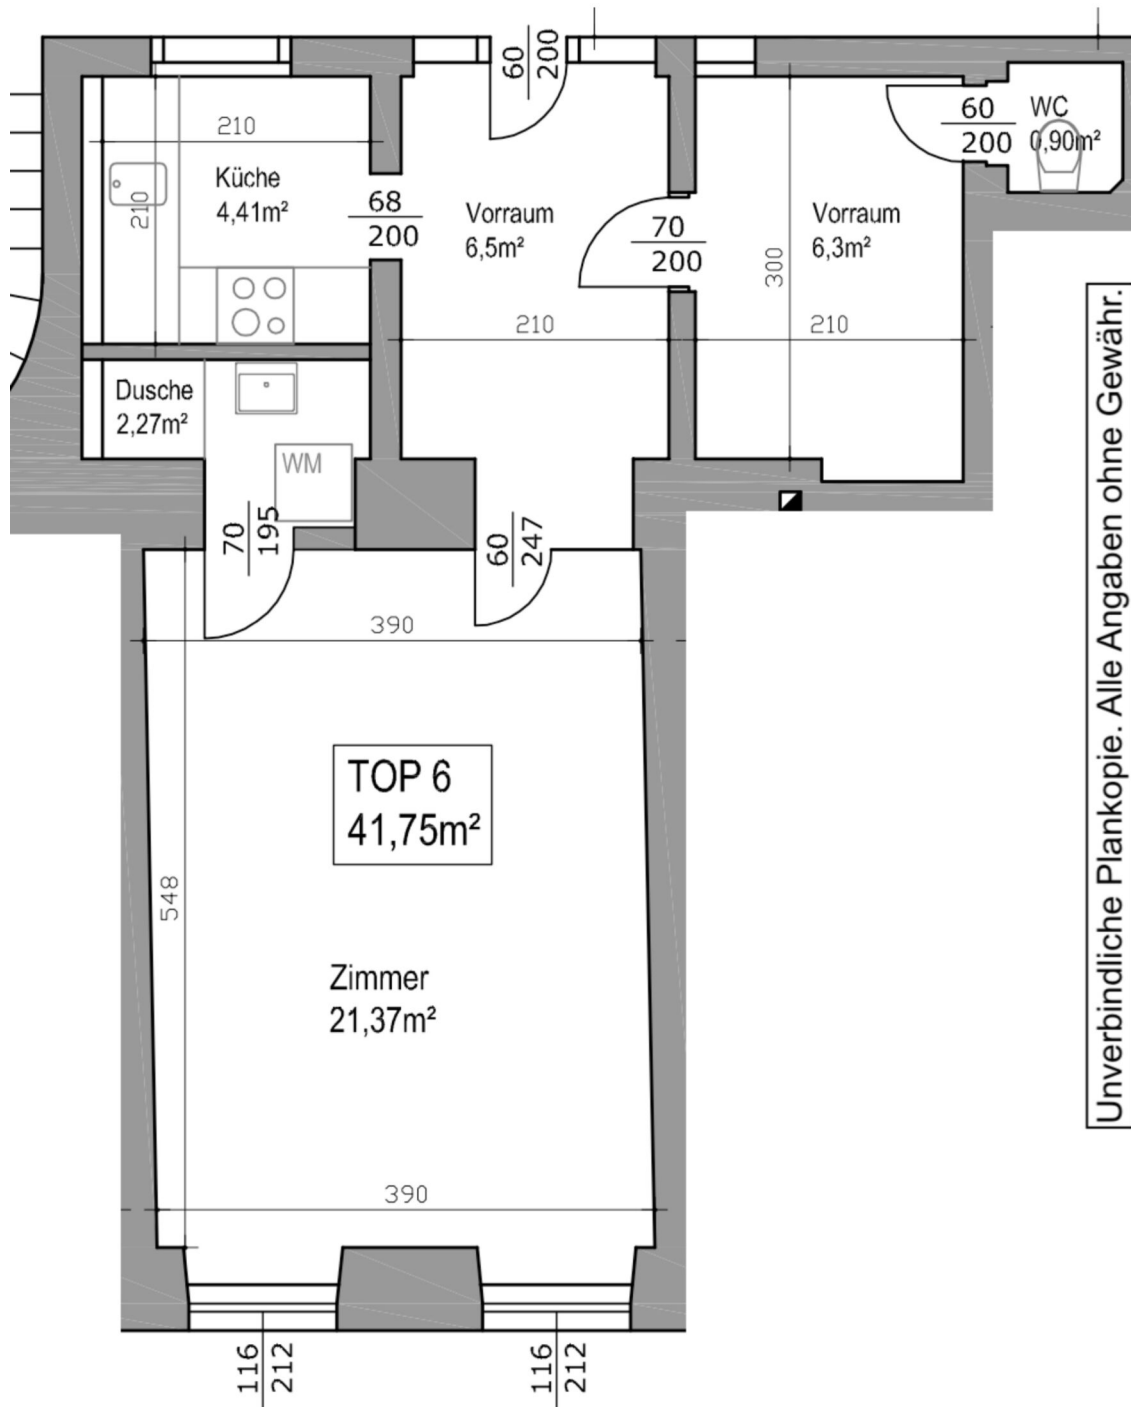 60
200
60
200
WC
0,90m²
210
Küche
4,41m²
210
68
200
Vorraum
6,5m²
70
200
Vorraum
6,3m²
300
210
210
Dusche
2,27m²
WM
70
195
60
247
390
TOP 6
41,75m²
548
Zimmer
21,37m²
390
116
212
116
212
Unverbindliche Plankopie. Alle Angaben ohne Gewähr.